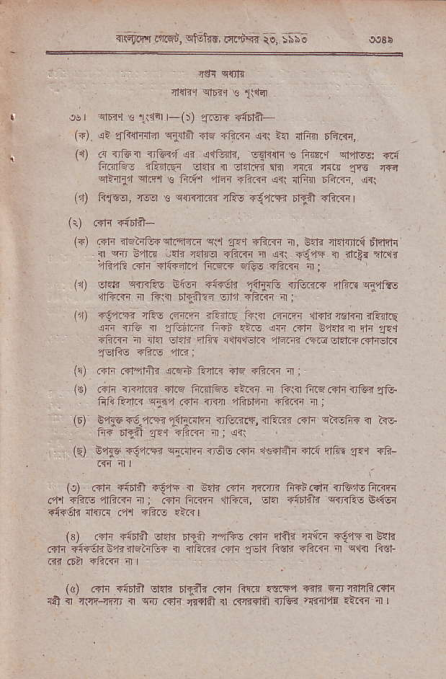 বাংলাদেশ গেজেট, অতিরিক্ত, সেপ্টেম্বর ২৩, ১৯৯৩ ৩৩৪৯
সপ্তম অধ্যায়
সাধারণ আচরণ ও শৃংখলা
৩৬। আচরণ ও শৃংখলা।—(১) প্রত্যেক কর্মচারী—
(ক) এই প্রবিধানমালা অনুযায়ী কাজ করিবেন এবং ইহা মানিয়া চলিবেন,
(খ) যে ব্যক্তি বা ব্যক্তিবর্গ এর এখতিয়ার, তত্ত্বাবধান ও নিয়ন্ত্রণে আপাততঃ কর্মে
নিয়োজিত রহিয়াছেন তাহার বা তাহাদের দ্বারা সময়ে সময়ে প্রদত্ত সকল
আইনানুগ আদেশ ও নির্দেশ পালন করিবেন এবং মানিয়া চলিবেন, এবং
(গ) বিশ্বস্ততা, সততা ও অধ্যবসায়ের সহিত কর্তৃপক্ষের চাকুরী করিবেন।
(২) কোন কর্মচারী—
(ক) কোন রাজনৈতিক আন্দোলনে অংশ গ্রহণ করিবেন না, উহার সাহায্যার্থে চাঁদাদান
বা অন্য উপায়ে উহার সহায়তা করিবেন না এবং কর্তৃপক্ষ বা রাষ্ট্রের স্বার্থের
পরিপন্থি কোন কার্যকলাপে নিজেকে জড়িত করিবেন না;
(খ) তাহার অব্যবহিত ঊর্ধতন কর্মকর্তার পূর্বানুমতি ব্যতিরেকে দায়িত্বে অনুপস্থিত
থাকিবেন না কিংবা চাকুরীস্থল ত্যাগ করিবেন না;
(গ) কর্তৃপক্ষের সহিত লেনদেন রহিয়াছে কিংবা লেনদেন থাকার সম্ভাবনা রহিয়াছে
এমন ব্যক্তি বা প্রতিষ্ঠানের নিকট হইতে এমন কোন উপহার বা দান গ্রহণ
করিবেন না যাহা তাহার দায়িত্ব যথাযথভাবে পালনের ক্ষেত্রে তাহাকে কোনভাবে
প্রভাবিত করিতে পারে;
(ঘ) কোন কোম্পানীর এজেন্ট হিসাবে কাজ করিবেন না;
(ঙ) কোন ব্যবসায়ের কাজে নিয়োজিত হইবেন না কিংবা নিজে কোন ব্যক্তির প্রতি-
নিধি হিসাবে অনুরূপ কোন ব্যবসা পরিচালনা করিবেন না;
(চ) উপযুক্ত কর্তৃপক্ষের পূর্বানুমোদন ব্যতিরেকে, বাহিরের কোন অবৈতনিক বা বৈত-
নিক চাকুরী গ্রহণ করিবেন না; এবং
(ছ) উপযুক্ত কর্তৃপক্ষের অনুমোদন ব্যতীত কোন খণ্ডকালীন কার্যে দায়িত্ব গ্রহণ করি-
বেন না।
(৩) কোন কর্মচারী কর্তৃপক্ষ বা উহার কোন সদস্যের নিকট কোন ব্যক্তিগত নিবেদন
পেশ করিতে পারিবেন না; কোন নিবেদন থাকিলে, তাহা কর্মচারীর অব্যবহিত ঊর্ধ্বতন
কর্মকর্তার মাধ্যমে পেশ করিতে হইবে।
(৪) কোন কর্মচারী তাহার চাকুরী সম্পর্কিত কোন দাবীর সমর্থনে কর্তৃপক্ষ বা উহার
কোন কর্মকর্তার উপর রাজনৈতিক বা বাহিরের কোন প্রভাব বিস্তার করিবেন না অথবা বিস্তা-
রের চেষ্টা করিবেন না।
(৫) কোন কর্মচারী তাহার চাকুরীর কোন বিষয়ে হস্তক্ষেপ করার জন্য সরাসরি কোন
মন্ত্রী বা সংসদ-সদস্য বা অন্য কোন সরকারী বা বেসরকারী ব্যক্তির স্মরণাপন্ন হইবেন না।